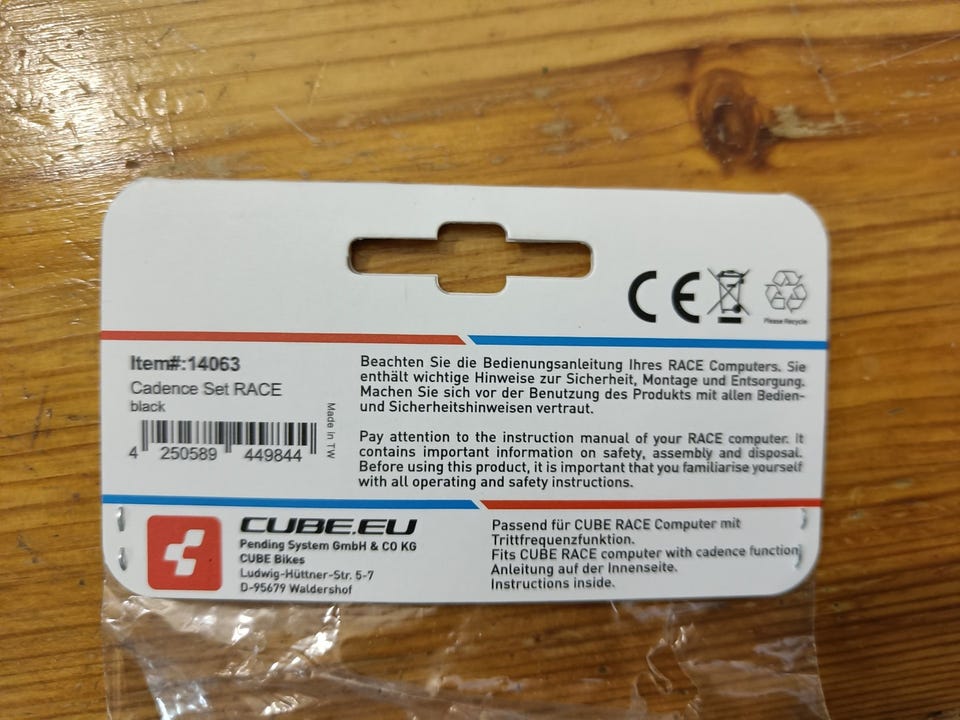 CE
Please Recycle
Item#:14063
Cadence Set RACE
black
Made in TW
4 250589 449844
Beachten Sie die Bedienungsanleitung Ihres RACE Computers. Sie
enthält wichtige Hinweise zur Sicherheit, Montage und Entsorgung.
Machen Sie sich vor der Benutzung des Produkts mit allen Bedien-
und Sicherheitshinweisen vertraut.
Pay attention to the instruction manual of your RACE computer. It
contains important information on safety, assembly and disposal.
Before using this product, it is important that you familiarise yourself
with all operating and safety instructions.
CUBE.EU
Pending System GmbH & CO KG
CUBE Bikes
Ludwig-Hüttner-Str. 5-7
D-95679 Waldershof
Passend für CUBE RACE Computer mit
Trittfrequenzfunktion.
Fits CUBE RACE computer with cadence function
Anleitung auf der Innenseite.
Instructions inside.